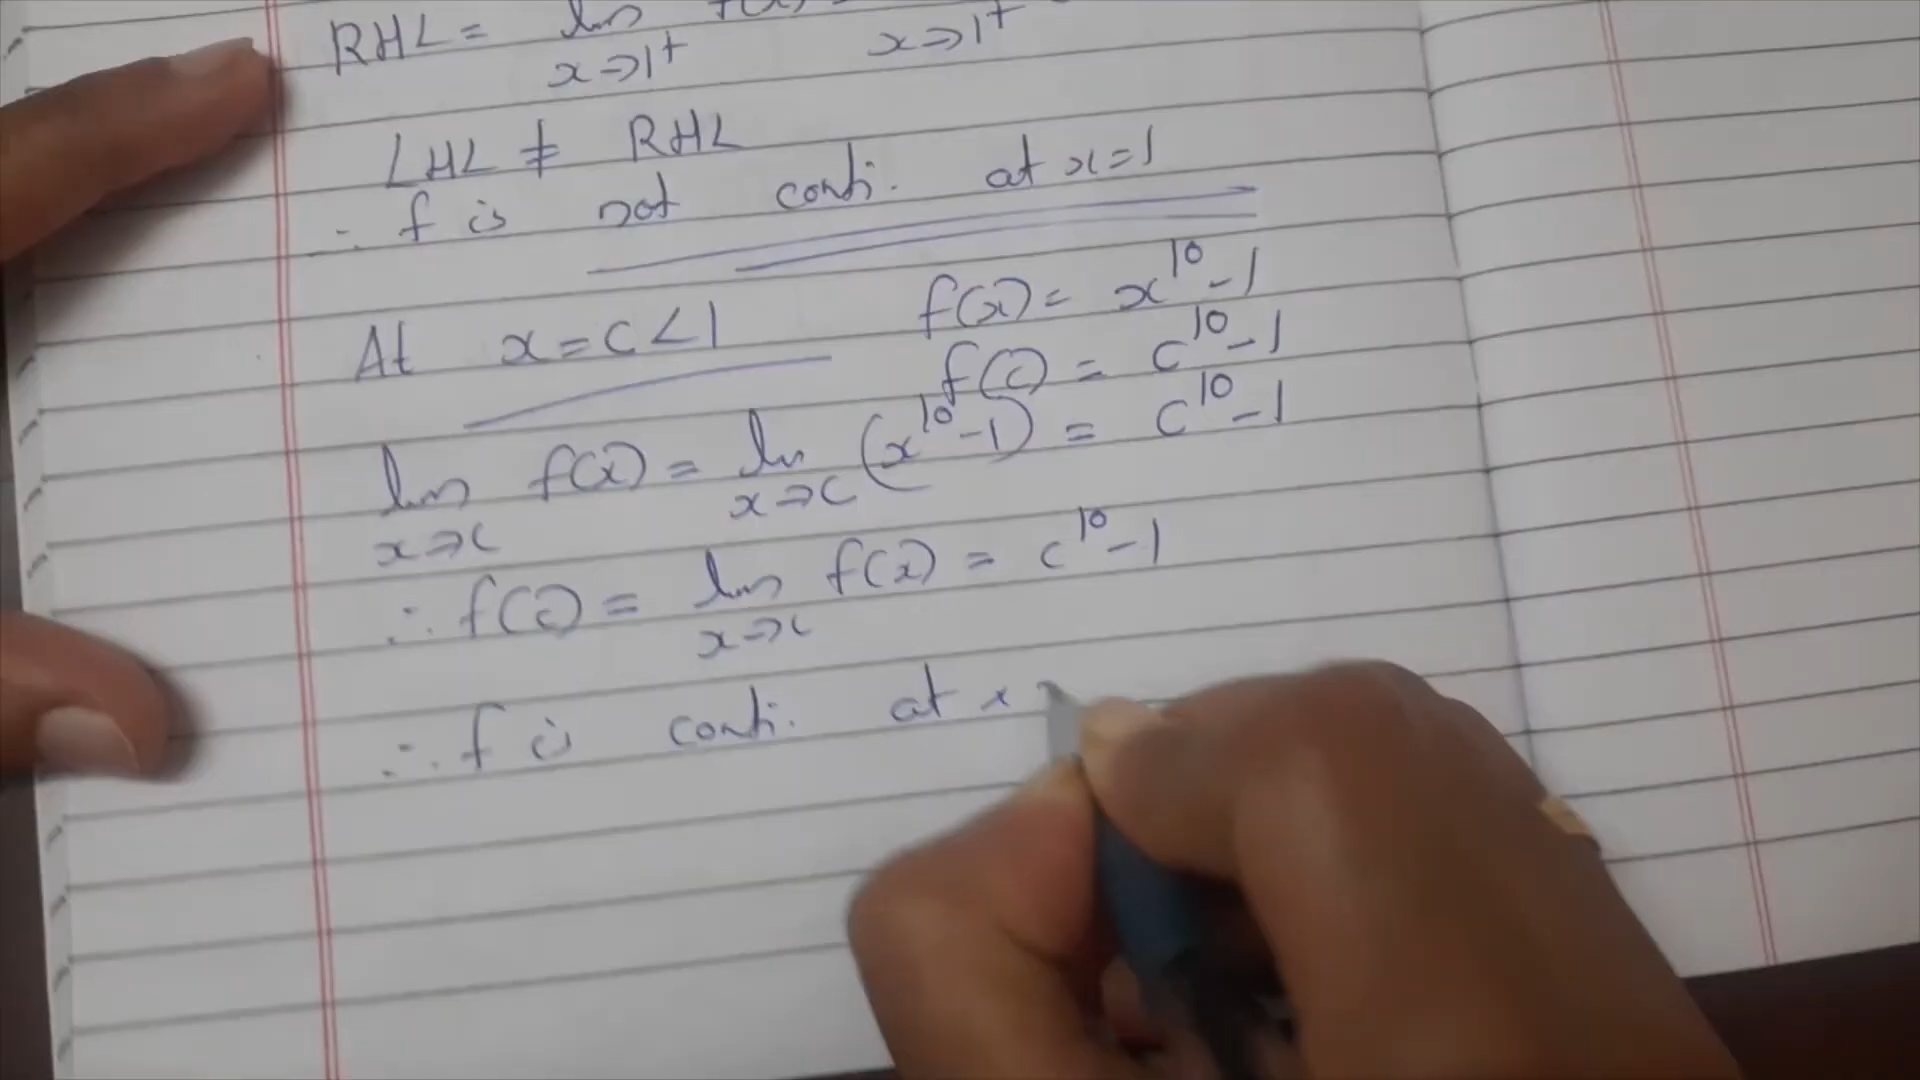 RHL = lim f(x)
x→1+ x→1+
LHL ≠ RHL
∴ f is not conti. at x=1
At x=c<1 f(x) = x^10-1
f(c) = c^10-1
lim f(x) = lim (x^10-1) = c^10-1
x→c x→c
∴ f(c) = lim f(x) = c^10-1
x→c
∴ f is conti. at x